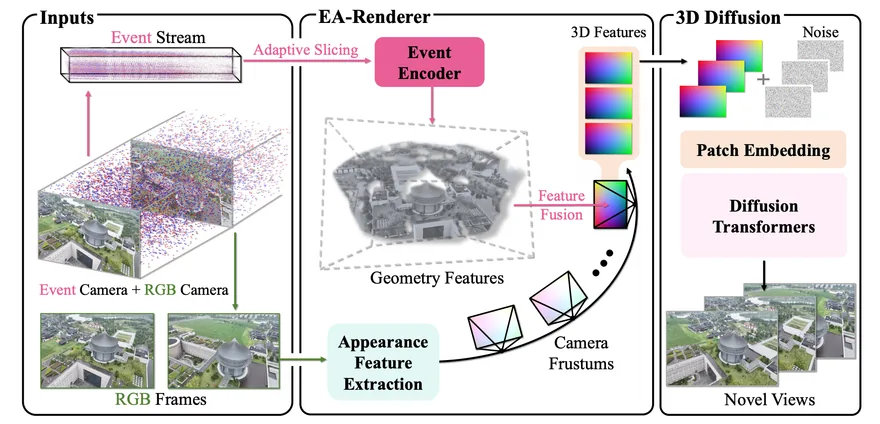 Inputs
Event Stream
Event Camera + RGB Camera
RGB Frames
EA-Renderer
Adaptive Slicing
Event
Encoder
Geometry Features
Feature
Fusion
3D Features
Appearance
Feature
Extraction
Camera
Frustums
3D Diffusion
Noise
+
Patch Embedding
Diffusion
Transformers
Novel Views